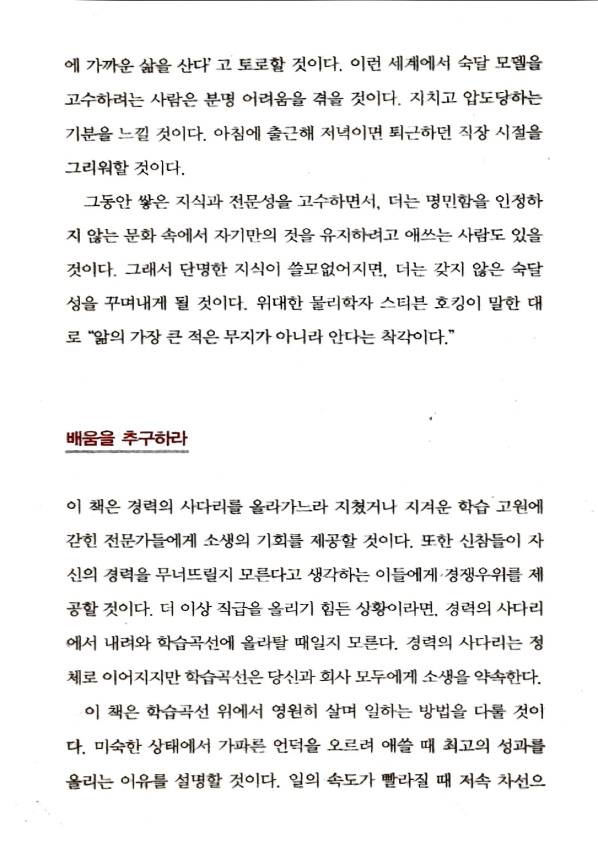 에 가까운 삶을 산다’고 토로할 것이다. 이런 세계에서 숙달 모델을
고수하려는 사람은 분명 어려움을 겪을 것이다. 지치고 압도당하는
기분을 느낄 것이다. 아침에 출근해 저녁이면 퇴근하던 직장 시절을
그리워할 것이다.
그동안 쌓은 지식과 전문성을 고수하면서, 더는 명민함을 인정하
지 않는 문화 속에서 자기만의 것을 유지하려고 애쓰는 사람도 있을
것이다. 그래서 단명한 지식이 쓸모없어지면, 더는 갖지 않은 숙달
성을 꾸며내게 될 것이다. 위대한 물리학자 스티븐 호킹이 말한 대
로 “앎의 가장 큰 적은 무지가 아니라 안다는 착각이다.”
배움을 추구하라
이 책은 경력의 사다리를 올라가느라 지쳤거나 지겨운 학습 고원에
갇힌 전문가들에게 소생의 기회를 제공할 것이다. 또한 신참들이 자
신의 경력을 무너뜨릴지 모른다고 생각하는 이들에게 경쟁우위를 제
공할 것이다. 더 이상 직급을 올리기 힘든 상황이라면, 경력의 사다리
에서 내려와 학습곡선에 올라탈 때일지 모른다. 경력의 사다리는 정
체로 이어지지만 학습곡선은 당신과 회사 모두에게 소생을 약속한다.
이 책은 학습곡선 위에서 영원히 살며 일하는 방법을 다룰 것이
다. 미숙한 상태에서 가파른 언덕을 오르려 애쓸 때 최고의 성과를
올리는 이유를 설명할 것이다. 일의 속도가 빨라질 때 저속 차선으